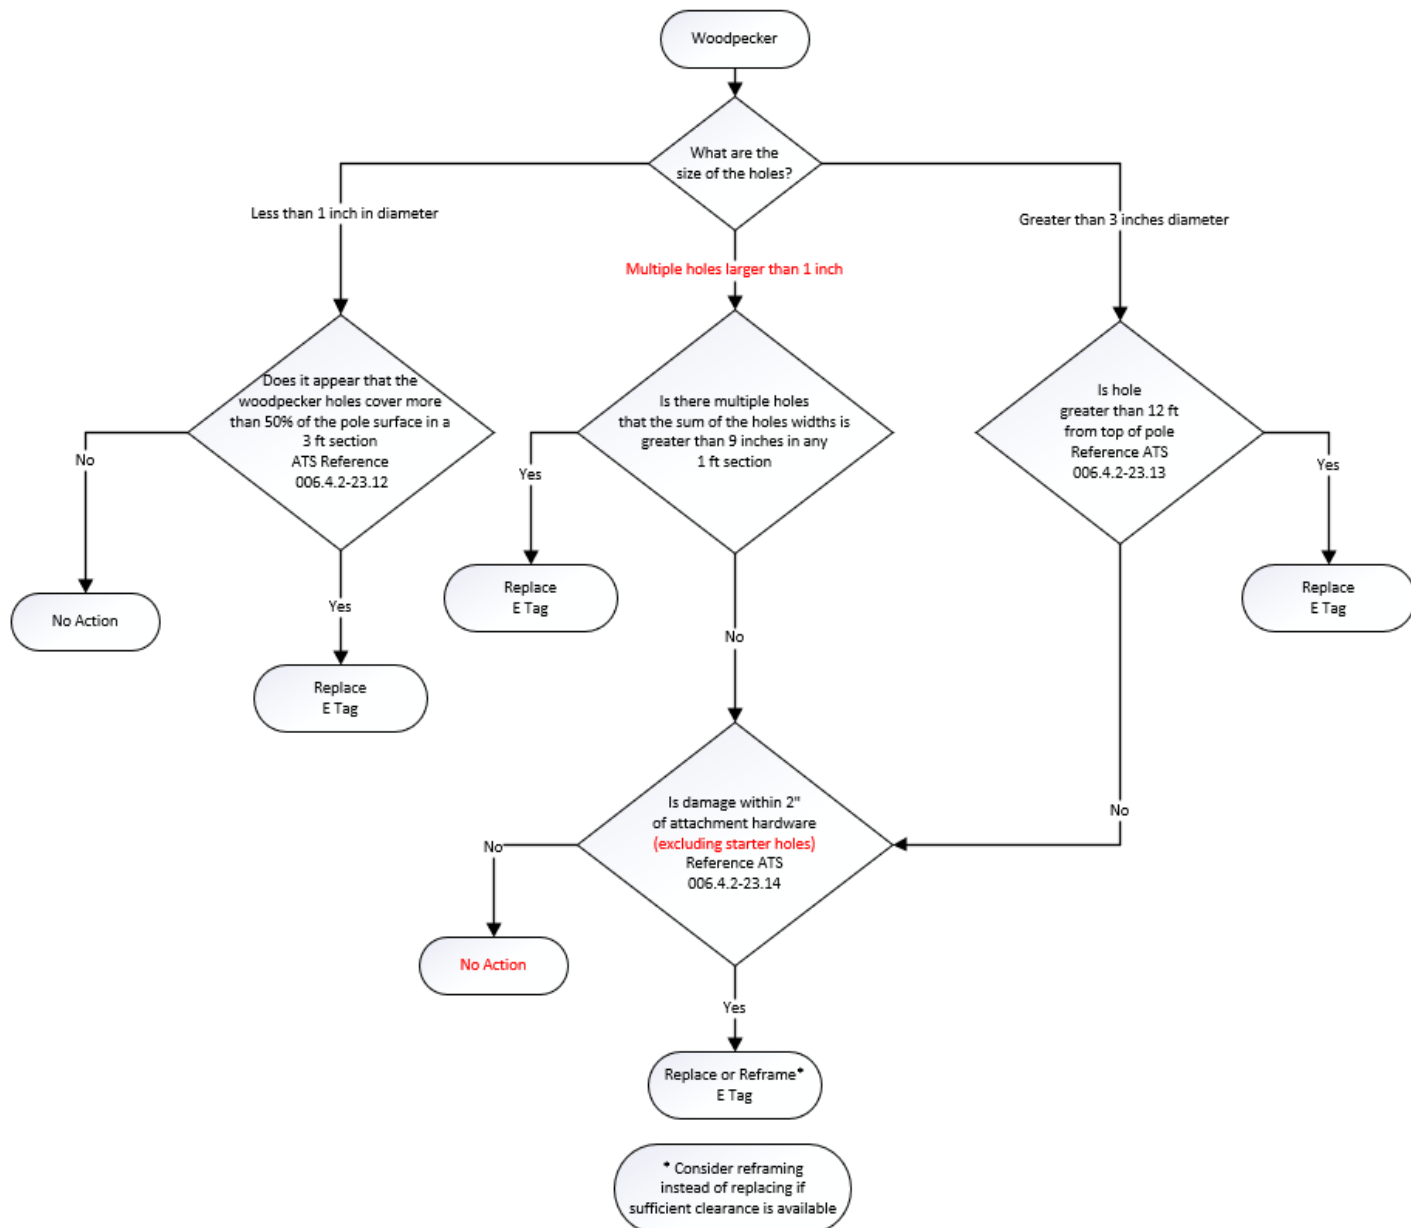 Woodpecker
What are the
size of the holes?
Less than 1 inch in diameter
Multiple holes larger than 1 inch
Greater than 3 inches diameter
Does it appear that the
woodpecker holes cover more
than 50% of the pole surface in a
3 ft section
ATS Reference
006.4.2-23.12
Is there multiple holes
that the sum of the holes widths is
greater than 9 inches in any
1 ft section
Is hole
greater than 12 ft
from top of pole
Reference ATS
006.4.2-23.13
No
Yes
Yes
No Action
Yes
Replace
E Tag
Replace
E Tag
Replace
E Tag
No
No
Is damage within 2"
of attachment hardware
(excluding starter holes)
Reference ATS
006.4.2-23.14
No
No Action
Yes
Replace or Reframe*
E Tag
* Consider reframing
instead of replacing if
sufficient clearance is available